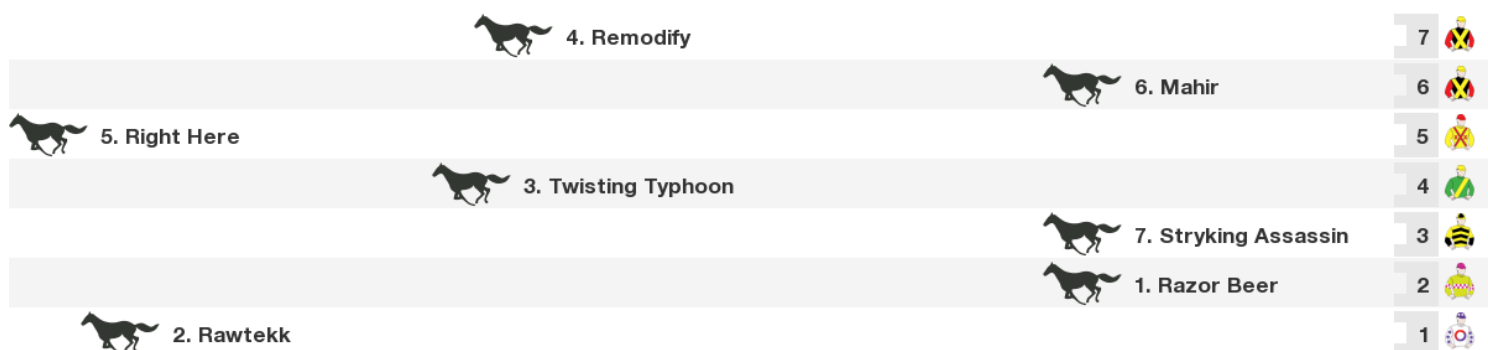 4. Remodify 7
6. Mahir 6
5. Right Here 5
3. Twisting Typhoon 4
7. Stryking Assassin 3
1. Razor Beer 2
2. Rawtekk 1